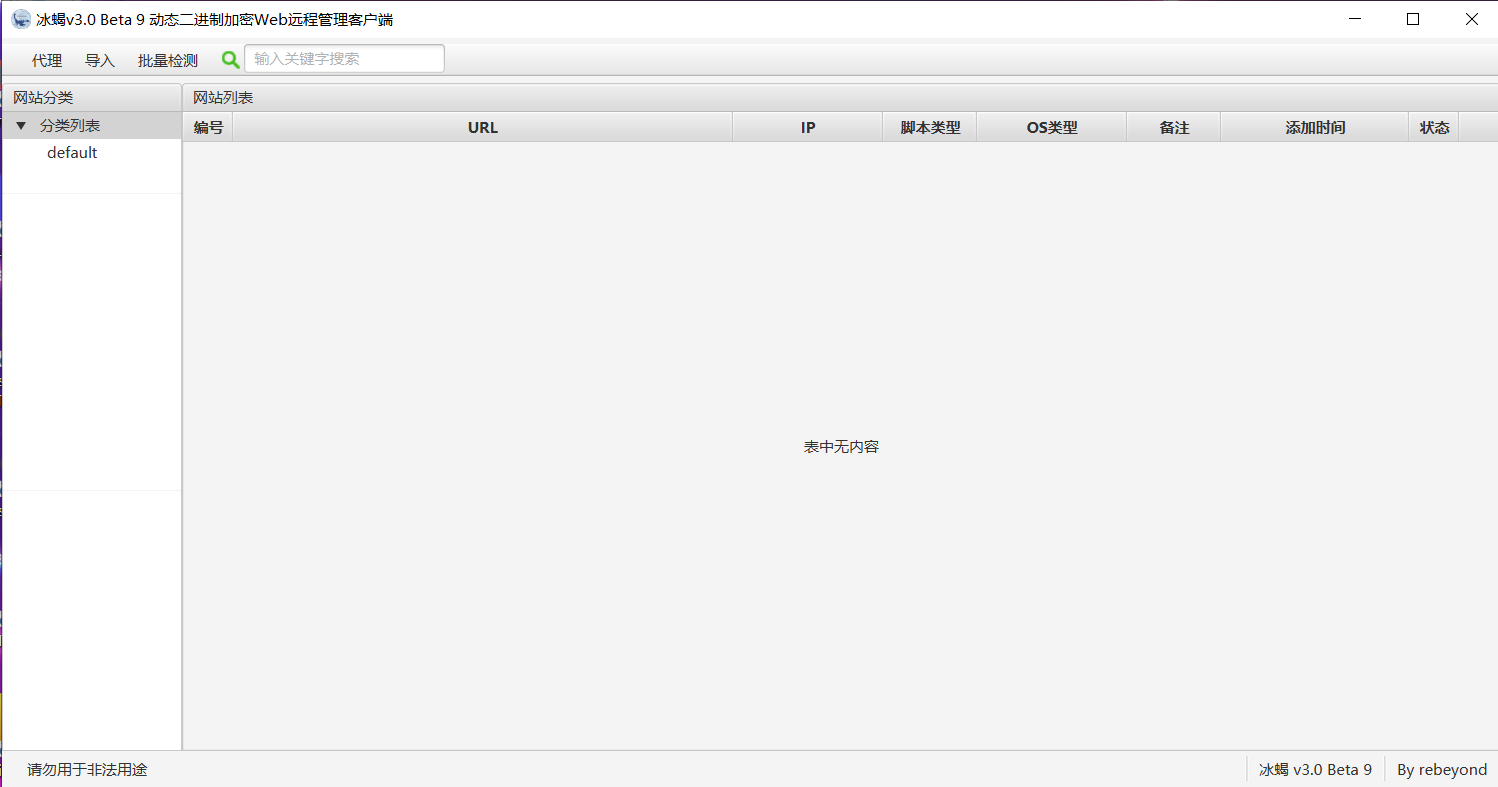 冰蝎v3.0 Beta 9 动态二进制加密Web远程管理客户端
代理 导入 批量检测 输入关键字搜索
网站分类 网站列表
分类列表 编号 URL IP 脚本类型 OS类型 备注 添加时间 状态
default
表中无内容
请勿用于非法用途 冰蝎 v3.0 Beta 9 By rebeyond